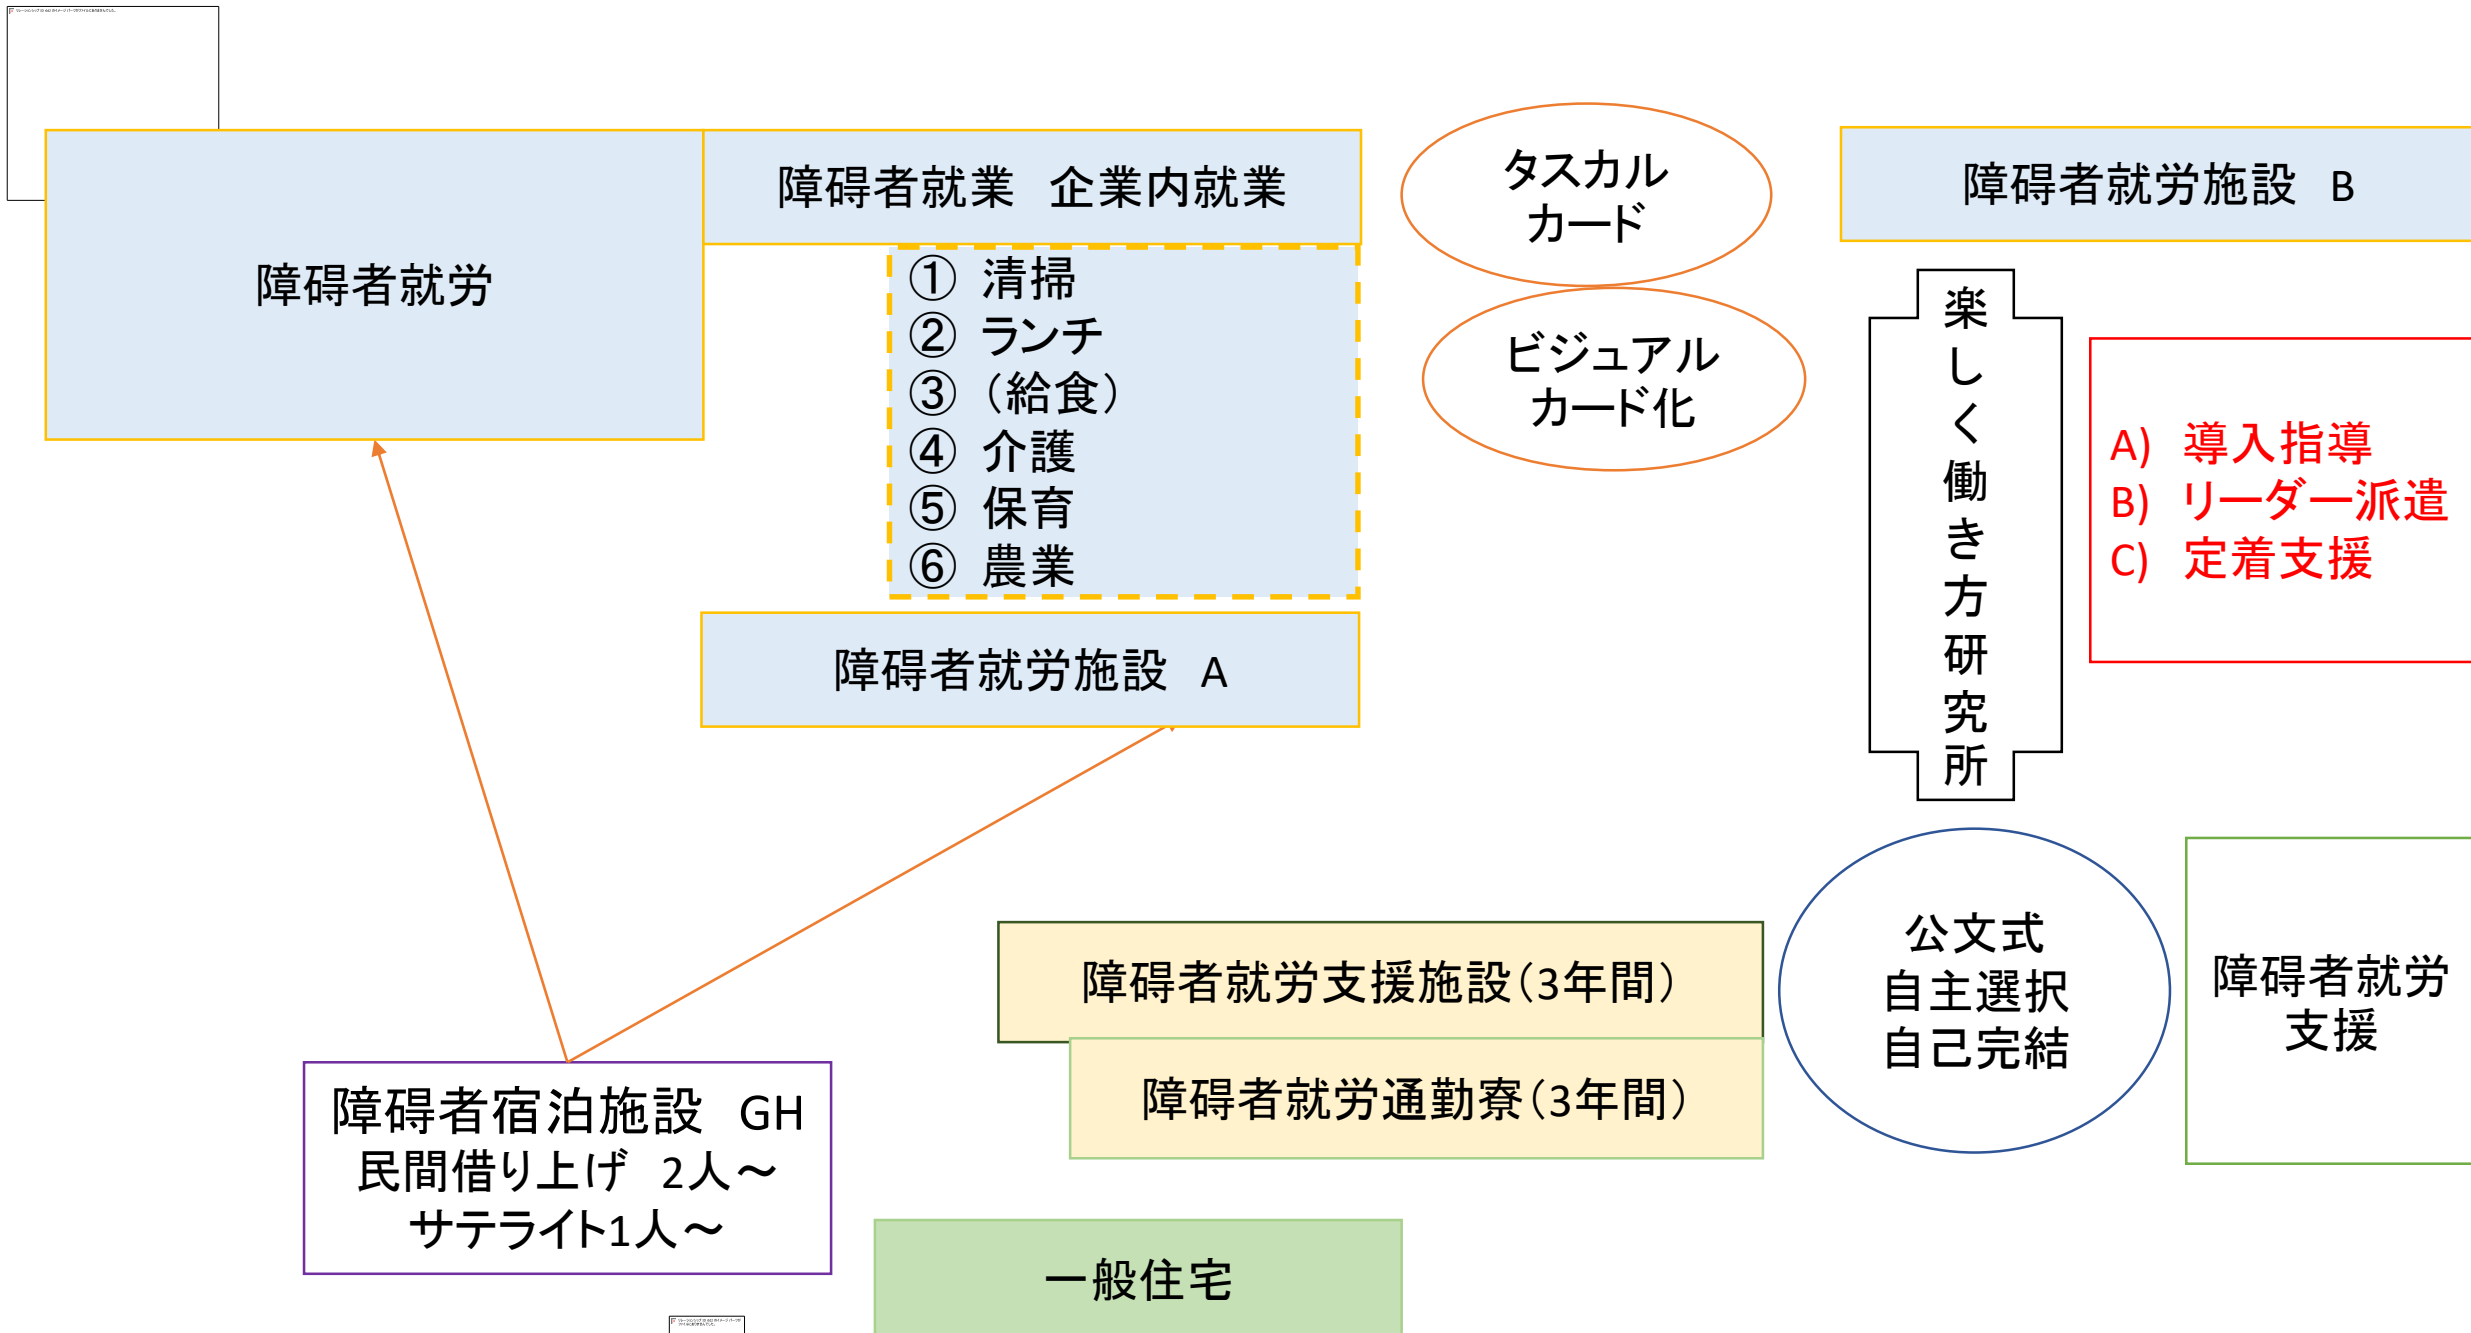 障碍者就労
障碍者就業　企業内就業
① 清掃
② ランチ
③ （給食）
④ 介護
⑤ 保育
⑥ 農業
障碍者就労施設　A
タスカル
カード
ビジュアル
カード化
障碍者就労施設　B
楽しく働き方研究所
A) 導入指導
B) リーダー派遣
C) 定着支援
障碍者就労支援施設（3年間）
障碍者就労通勤寮（3年間）
公文式
自主選択
自己完結
障碍者就労
支援
障碍者宿泊施設　GH
民間借り上げ　2人～
サテライト1人～
一般住宅